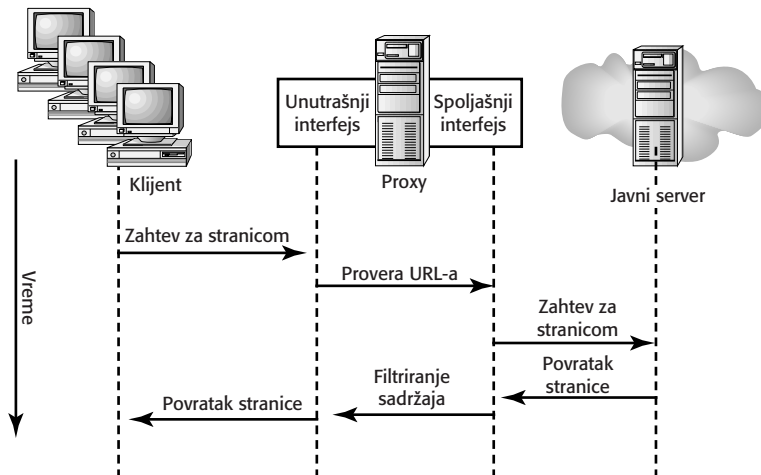 Unutrašnji
interfejs
Spoljašnji
interfejs
Klijent
Proxy
Javni server
Vreme
Zahtev za stranicom
Provera URL-a
Zahtev za
stranicom
Povratak
stranice
Filtriranje
sadržaja
Povratak stranice